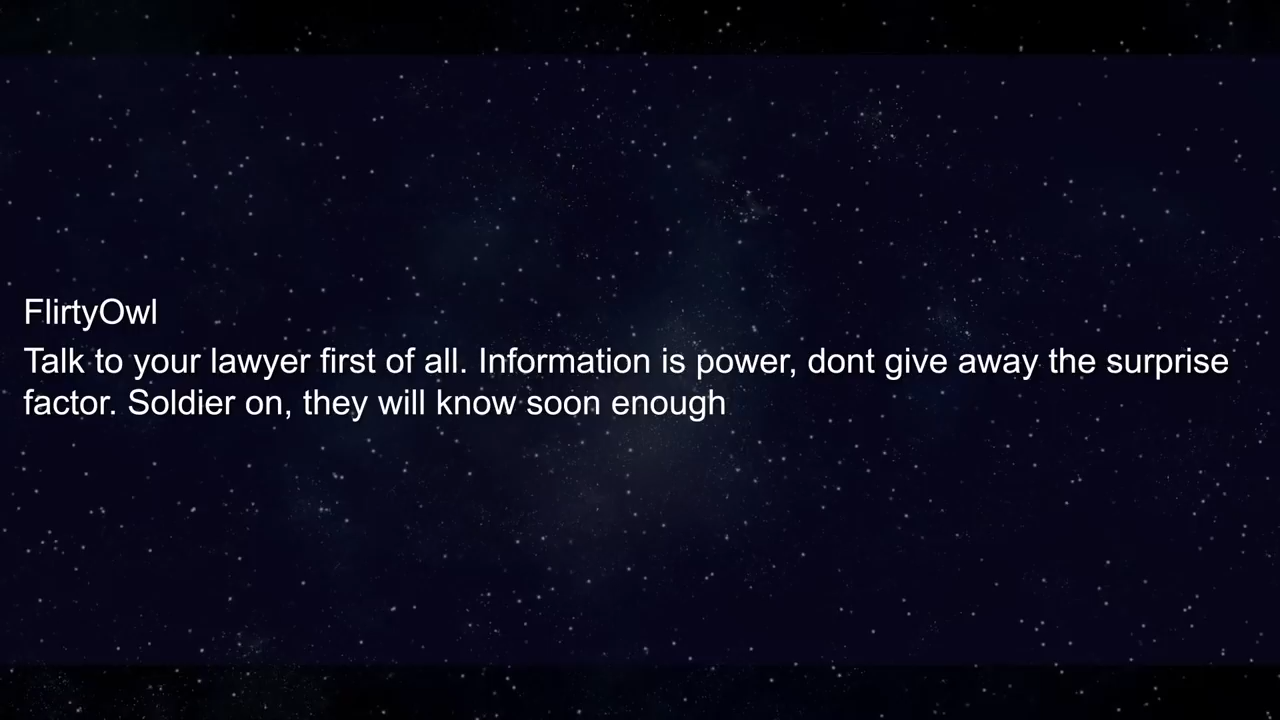 FlirtyOwl
Talk to your lawyer first of all. Information is power, dont give away the surprise
factor. Soldier on, they will know soon enough